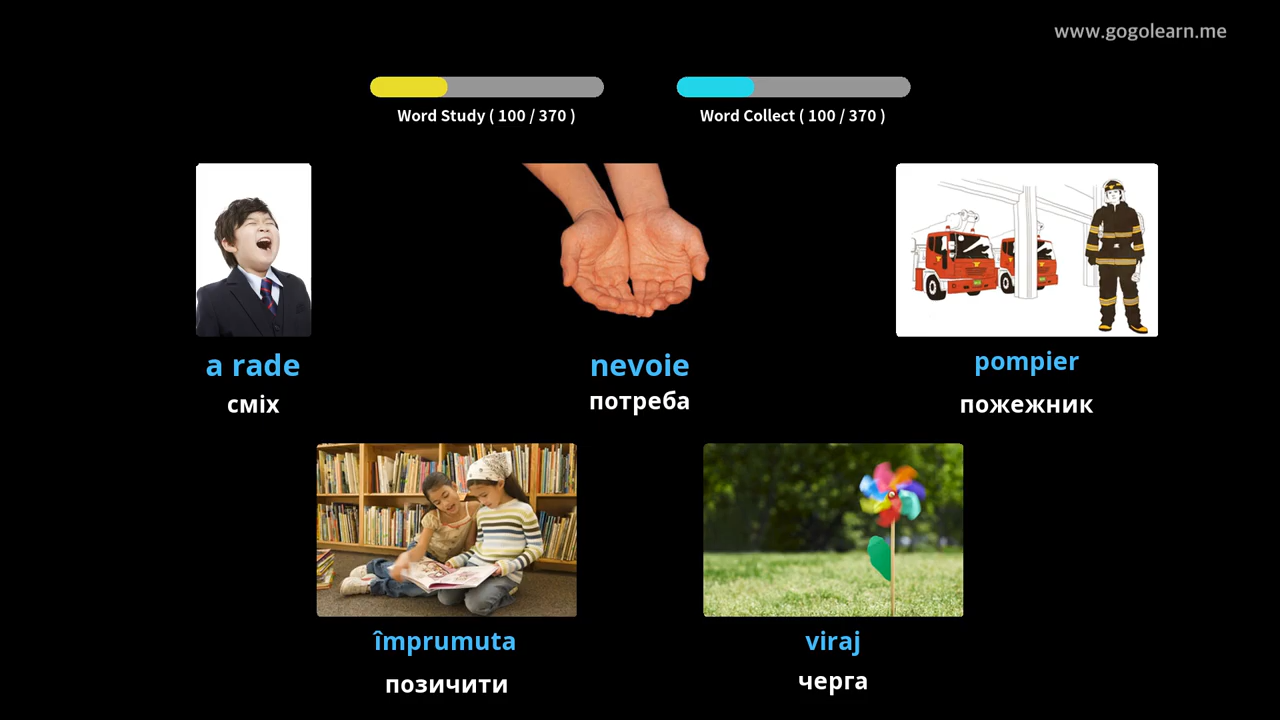 www.gogolearn.me
Word Study ( 100 / 370 )
Word Collect ( 100 / 370 )
a rade
сміх
nevoie
потреба
pompier
пожежник
împrumuta
позичити
viraj
черга